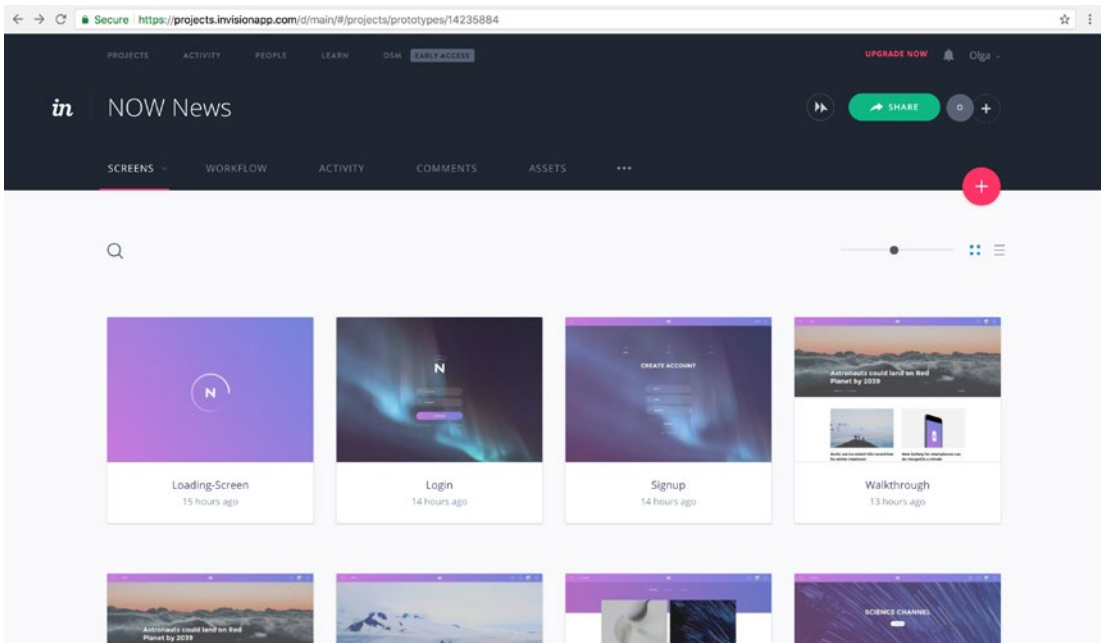 Secure https://projects.invisionapp.com/d/main/#/projects/prototypes/14235884
PROJECTS ACTIVITY PEOPLE LEARN DSM EARLY ACCESS UPGRADE NOW Olga
in NOW News SHARE
SCREENS WORKFLOW ACTIVITY COMMENTS ASSETS
N
N
CREATE ACCOUNT
Astronauts could land on Red
Planet by 2039
Loading-Screen
15 hours ago
Login
14 hours ago
Signup
14 hours ago
Walkthrough
13 hours ago
Astronauts could land on Red
Planet by 2039
SCIENCE CHANNEL